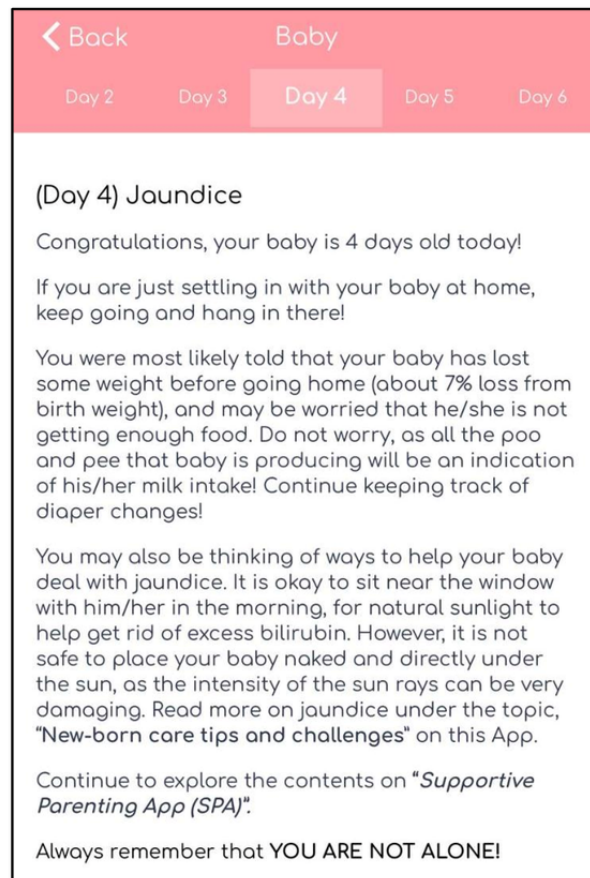 Back
Baby
Day 2
Day 3
Day 4
Day 5
Day 6
(Day 4) Jaundice
Congratulations, your baby is 4 days old today!
If you are just settling in with your baby at home,
keep going and hang in there!
You were most likely told that your baby has lost
some weight before going home (about 7% loss from
birth weight), and may be worried that he/she is not
getting enough food. Do not worry, as all the poo
and pee that baby is producing will be an indication
of his/her milk intake! Continue keeping track of
diaper changes!
You may also be thinking of ways to help your baby
deal with jaundice. It is okay to sit near the window
with him/her in the morning, for natural sunlight to
help get rid of excess bilirubin. However, it is not
safe to place your baby naked and directly under
the sun, as the intensity of the sun rays can be very
damaging. Read more on jaundice under the topic,
"New-born care tips and challenges" on this App.
Continue to explore the contents on "Supportive
Parenting App (SPA)".
Always remember that YOU ARE NOT ALONE!